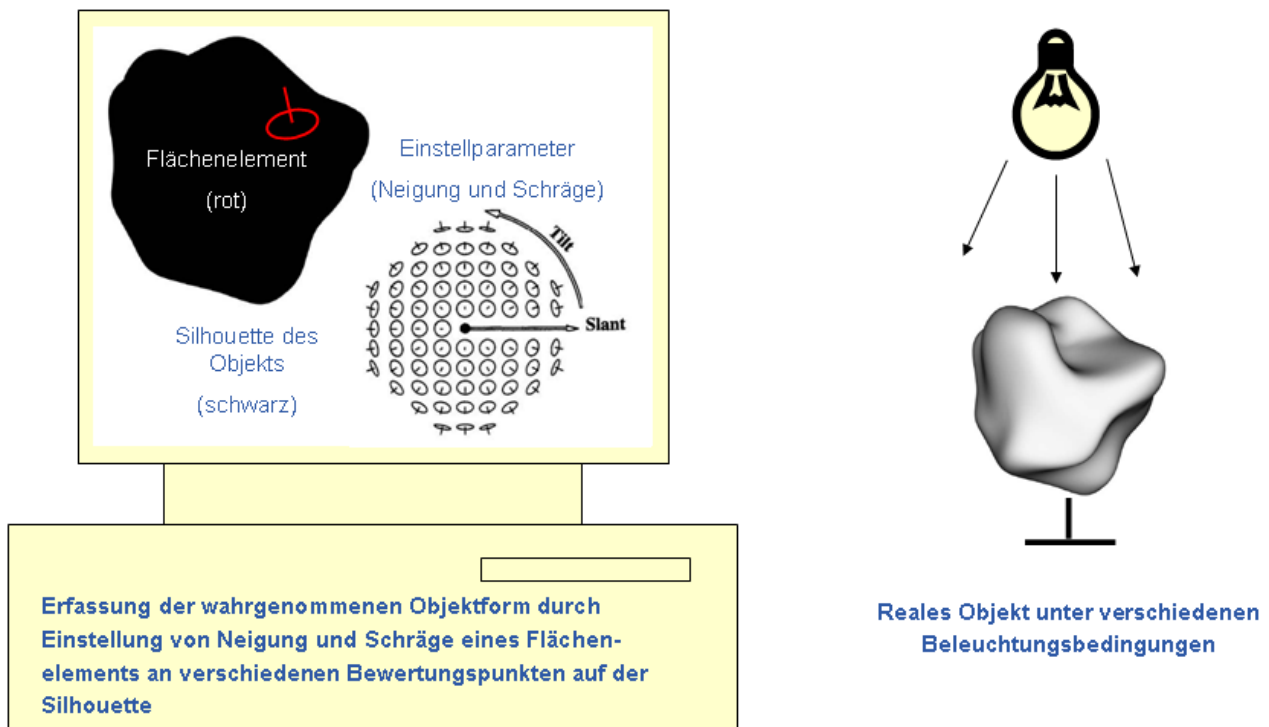 Flächenelement
(rot)
Einstellparameter
(Neigung und Schräge)
Tilt
Slant
Silhouette des
Objekts
(schwarz)
Erfassung der wahrgenommenen Objektform durch
Einstellung von Neigung und Schräge eines Flächen-
elements an verschiedenen Bewertungspunkten auf der
Silhouette
Reales Objekt unter verschiedenen
Beleuchtungsbedingungen